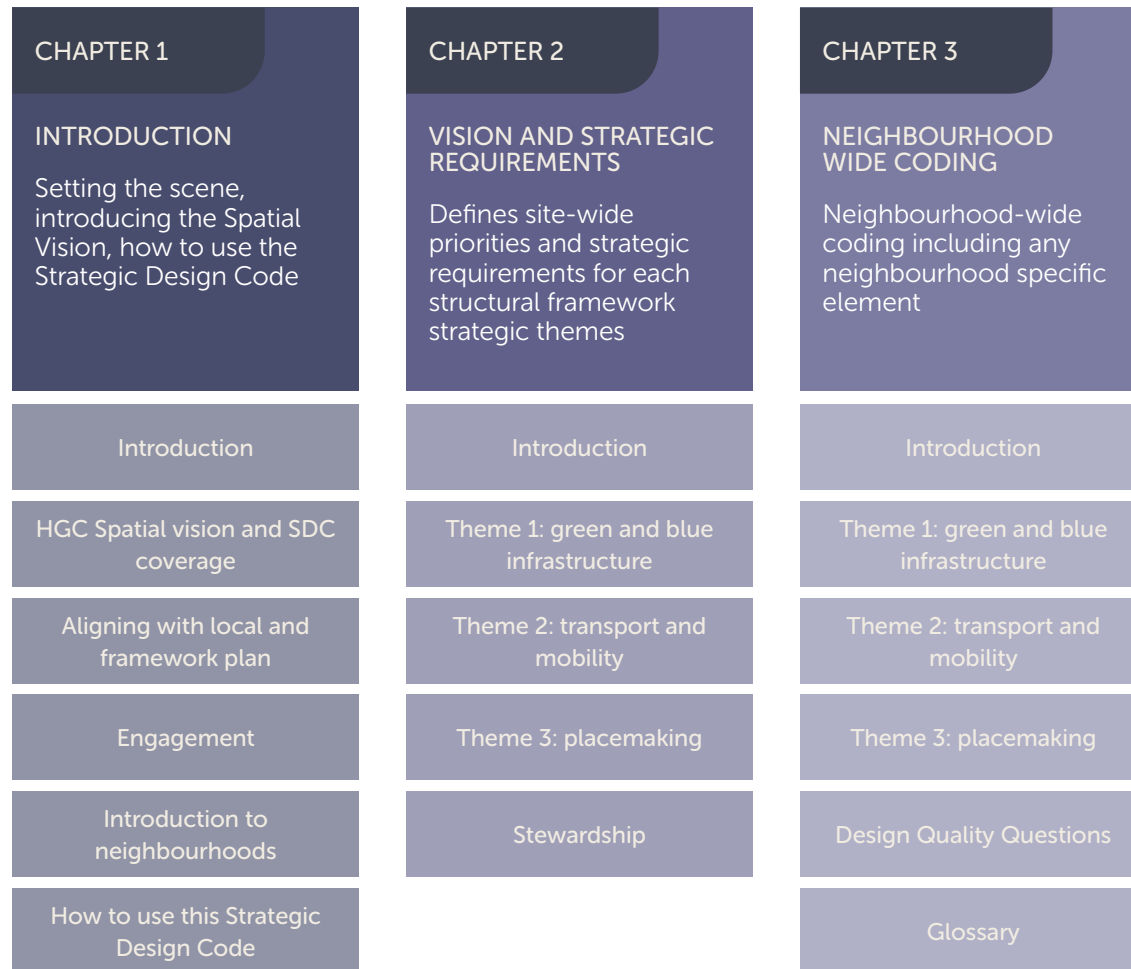 CHAPTER 1
INTRODUCTION
Setting the scene,
introducing the Spatial
Vision, how to use the
Strategic Design Code
Introduction
HGC Spatial vision and SDC
coverage
Aligning with local and
framework plan
Engagement
Introduction to
neighbourhoods
How to use this Strategic
Design Code
CHAPTER 2
VISION AND STRATEGIC
REQUIREMENTS
Defines site-wide
priorities and strategic
requirements for each
structural framework
strategic themes
Introduction
Theme 1: green and blue
infrastructure
Theme 2: transport and
mobility
Theme 3: placemaking
Stewardship
CHAPTER 3
NEIGHBOURHOOD
WIDE CODING
Neighbourhood-wide
coding including any
neighbourhood specific
element
Introduction
Theme 1: green and blue
infrastructure
Theme 2: transport and
mobility
Theme 3: placemaking
Design Quality Questions
Glossary